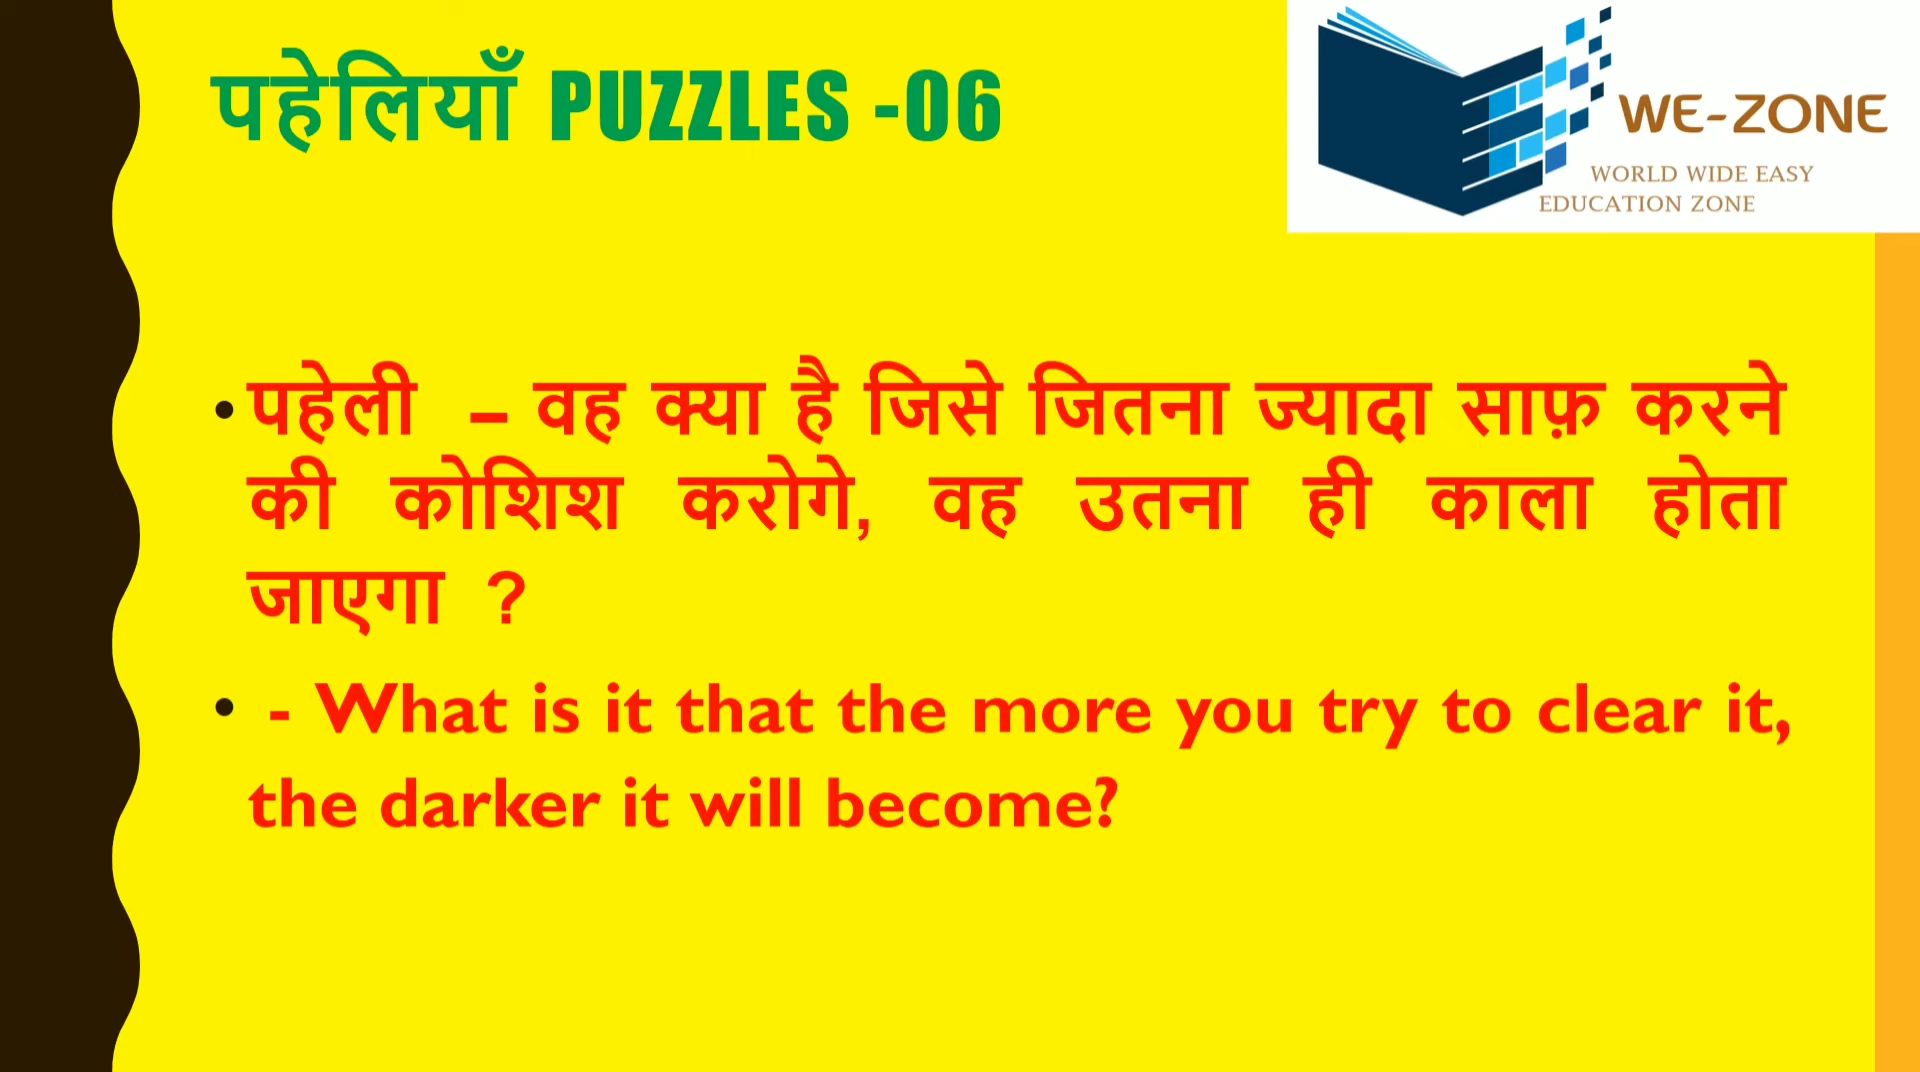 पहेलियाँ PUZZLES -06
WE-ZONE
WORLD WIDE EASY
EDUCATION ZONE
• पहेली – वह क्या है जिसे जितना ज्यादा साफ़ करने
की कोशिश करोगे, वह उतना ही काला होता
जाएगा ?
• - What is it that the more you try to clear it,
the darker it will become?